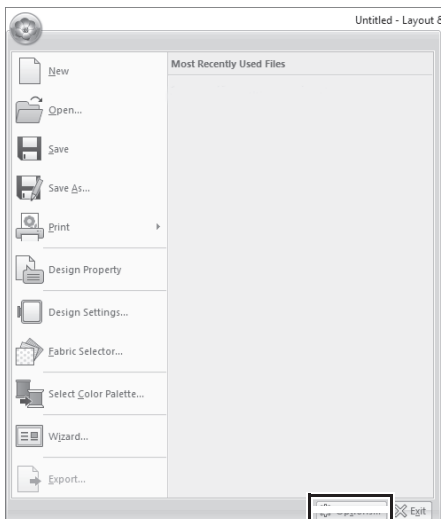 Untitled - Layout &
Most Recently Used Files
New
Open...
Save
Save As...
Print
Design Property
Design Settings...
Fabric Selector...
Select Color Palette...
Wizard...
Export...
Exit